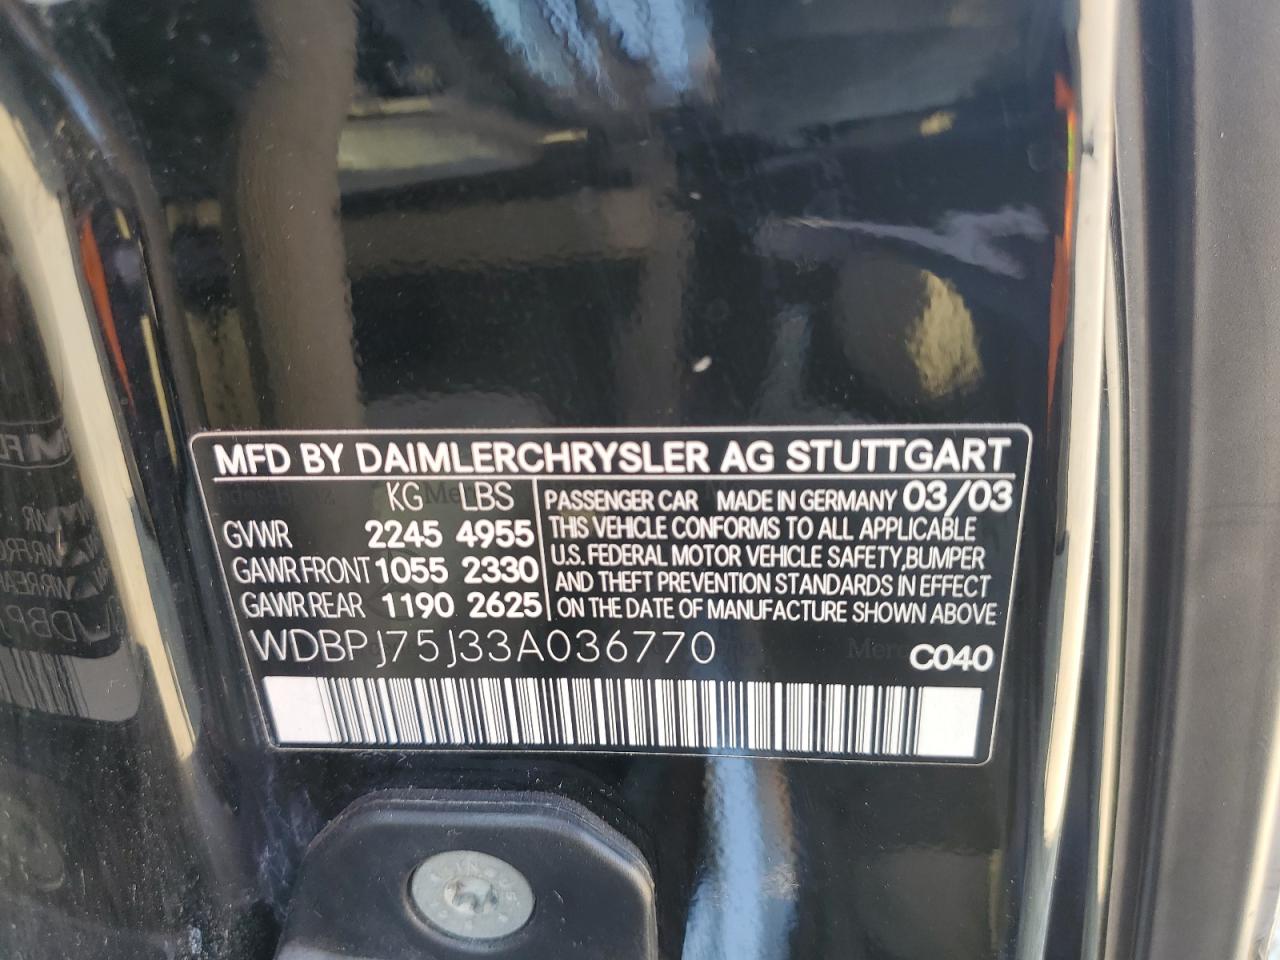 MFD BY DAIMLERCHRYSLER AG STUTTGART
KG LBS
GVWR 2245 4955
GAWR FRONT 1055 2330
GAWR REAR 1190 2625
PASSENGER CAR MADE IN GERMANY 03/03
THIS VEHICLE CONFORMS TO ALL APPLICABLE
U.S. FEDERAL MOTOR VEHICLE SAFETY, BUMPER
AND THEFT PREVENTION STANDARDS IN EFFECT
ON THE DATE OF MANUFACTURE SHOWN ABOVE
WDBPJ75J33A036770
C040